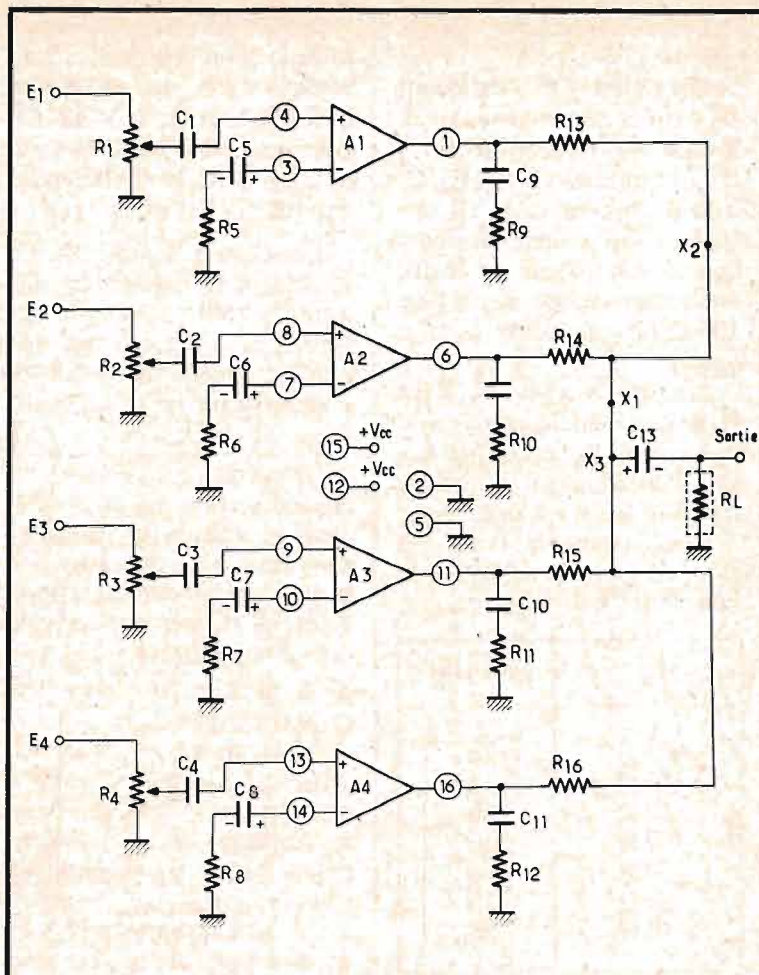 E1
R1
C1
4
+
A1
1
R13
C5
3
-
- +
R5
C9
R9
X2
E2
R2
C2
8
+
A2
6
R14
C6
7
-
- +
R6
R10
X1
15 +Vcc
12 +Vcc
2
5
X3
C13
+ -
Sortie
RL
E3
R3
C3
9
+
A3
11
R15
C7
10
-
- +
R7
C10
R11
E4
R4
C4
13
+
A4
16
R16
C8
14
-
- +
R8
C11
R12